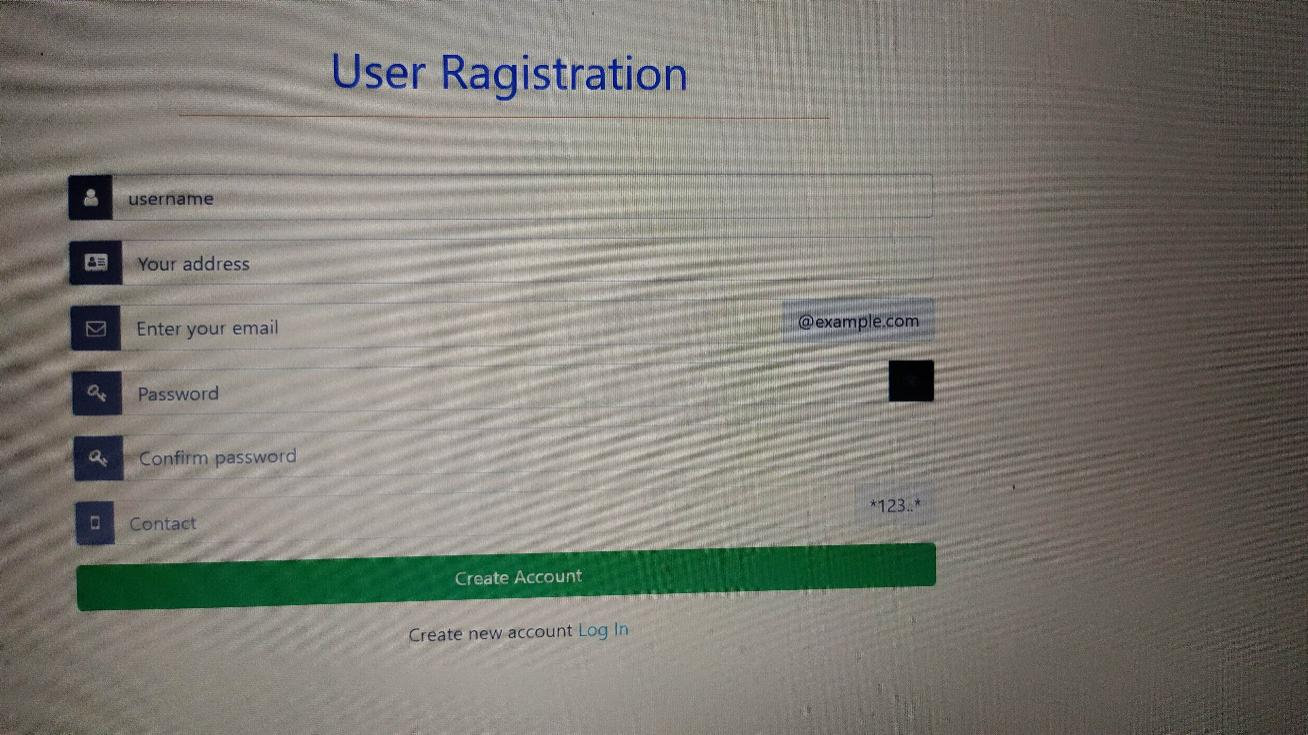 User Ragistration
username
Your address
Enter your email @example.com
Password
Confirm password
Contact *123..*
Create Account
Create new account Log In